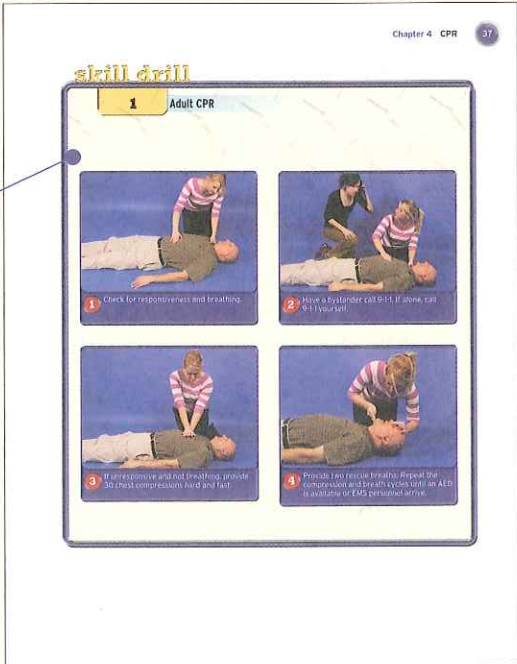 Chapter 4 CPR 37
skill drill
1 Adult CPR
1 Check for responsiveness and breathing.
2 Have a bystander call 9-1-1. If alone, call
9-1-1 yourself.
3 If unresponsive and not breathing, provide
30 chest compressions hard and fast.
4 Provide two rescue breaths. Repeat the
compression and breath cycles until an AED
is available or EMS personnel arrive.